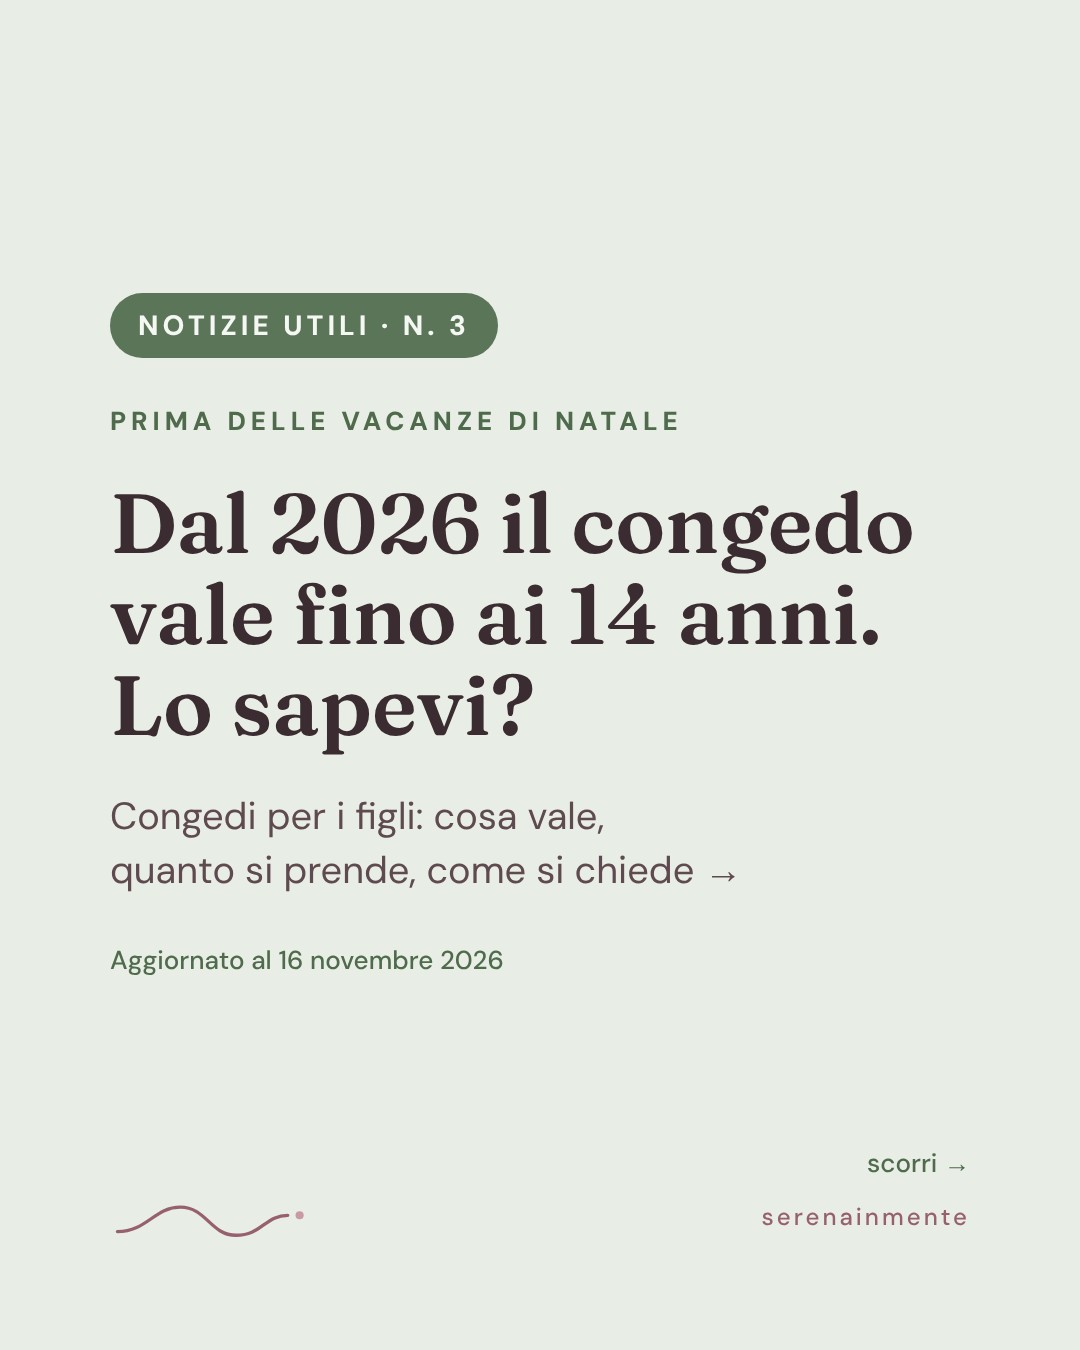 NOTIZIE UTILI · N. 3
PRIMA DELLE VACANZE DI NATALE
Dal 2026 il congedo
vale fino ai 14 anni.
Lo sapevi?
Congedi per i figli: cosa vale,
quanto si prende, come si chiede →
Aggiornato al 16 novembre 2026
scorri →
serenainmente